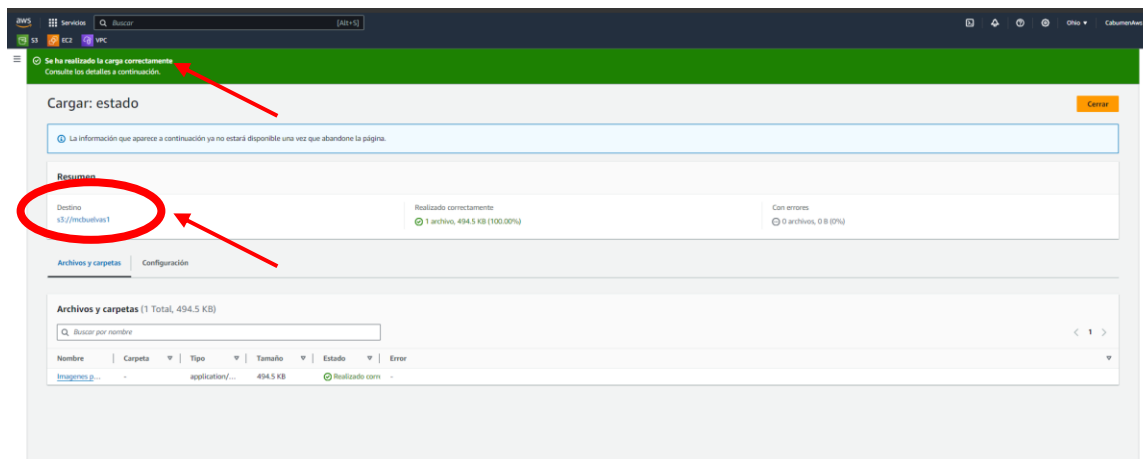 aws Servicios Buscar [Alt+S] Ohio CabumenAws
S3 EC2 VPC
Se ha realizado la carga correctamente
Consulte los detalles a continuación.
Cargar: estado
Cerrar
La información que aparece a continuación ya no estará disponible una vez que abandone la página.
Resumen
Destino Realizado correctamente Con errores
s3://mcbuelvas1 1 archivo, 494.5 KB (100.00%) 0 archivos, 0 B (0%)
Archivos y carpetas Configuración
Archivos y carpetas (1 Total, 494.5 KB)
Buscar por nombre 1
Nombre Carpeta Tipo Tamaño Estado Error
Imagenes p... - application/... 494.5 KB Realizado corr -